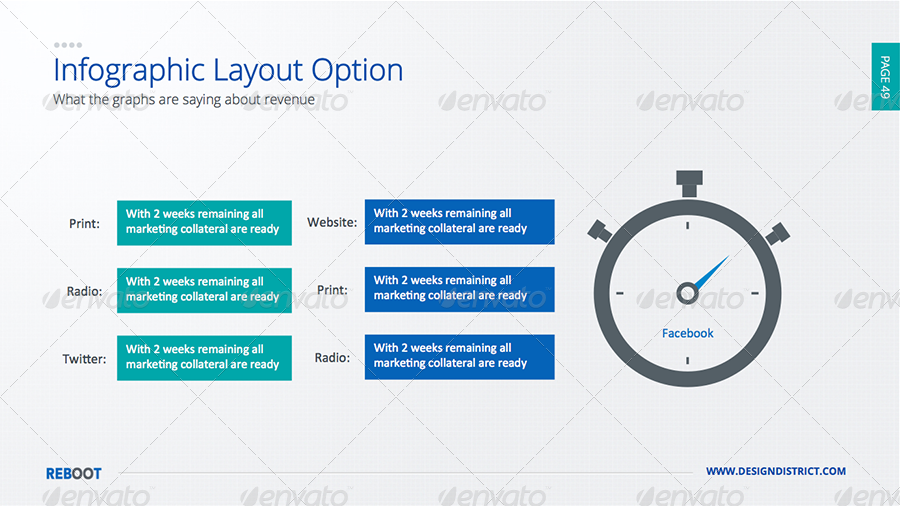 Infographic Layout Option
What the graphs are saying about revenue
PAGE 49
Print:
With 2 weeks remaining all
marketing collateral are ready
Website:
With 2 weeks remaining all
marketing collateral are ready
Radio:
With 2 weeks remaining all
marketing collateral are ready
Print:
With 2 weeks remaining all
marketing collateral are ready
Twitter:
With 2 weeks remaining all
marketing collateral are ready
Radio:
With 2 weeks remaining all
marketing collateral are ready
Facebook
REBOOT
WWW.DESIGNDISTRICT.COM
envato